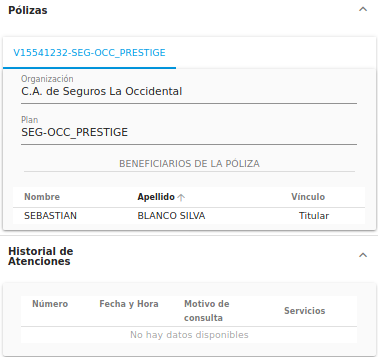 Pólizas
V15541232-SEG-OCC_PRESTIGE
Organización
C.A. de Seguros La Occidental
Plan
SEG-OCC_PRESTIGE
BENEFICIARIOS DE LA POLIZA
Nombre Apellido ↑ Vínculo
SEBASTIAN BLANCO SILVA Titular
Historial de
Atenciones
Número Fecha y Hora Motivo de consulta Servicios
No hay datos disponibles